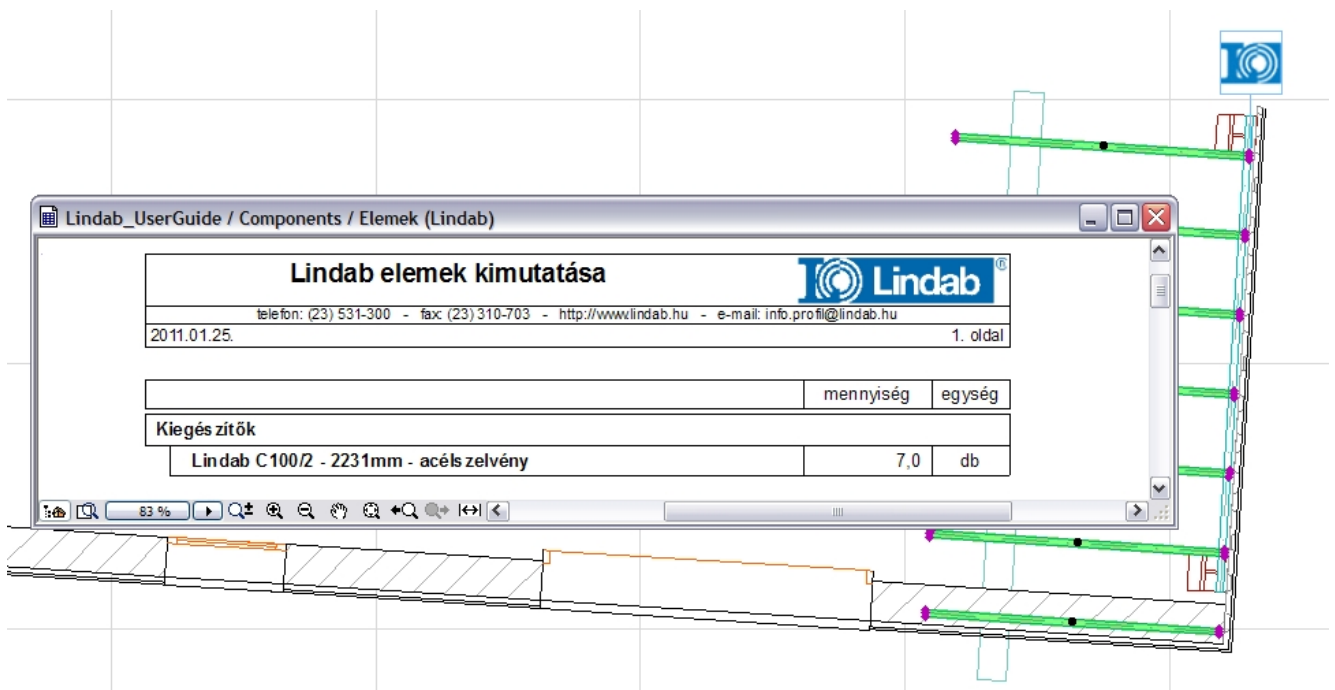 Lindab_UserGuide / Components / Elemek (Lindab)
Lindab elemek kimutatása
Lindab ®
telefon: (23) 531-300 - fax: (23) 310-703 - http://www.lindab.hu - e-mail: info.profil@lindab.hu
2011.01.25. 1. oldal
mennyiség egység
Kiegészítők
Lindab C100/2 - 2231mm - acélszelvény 7,0 db
83 %